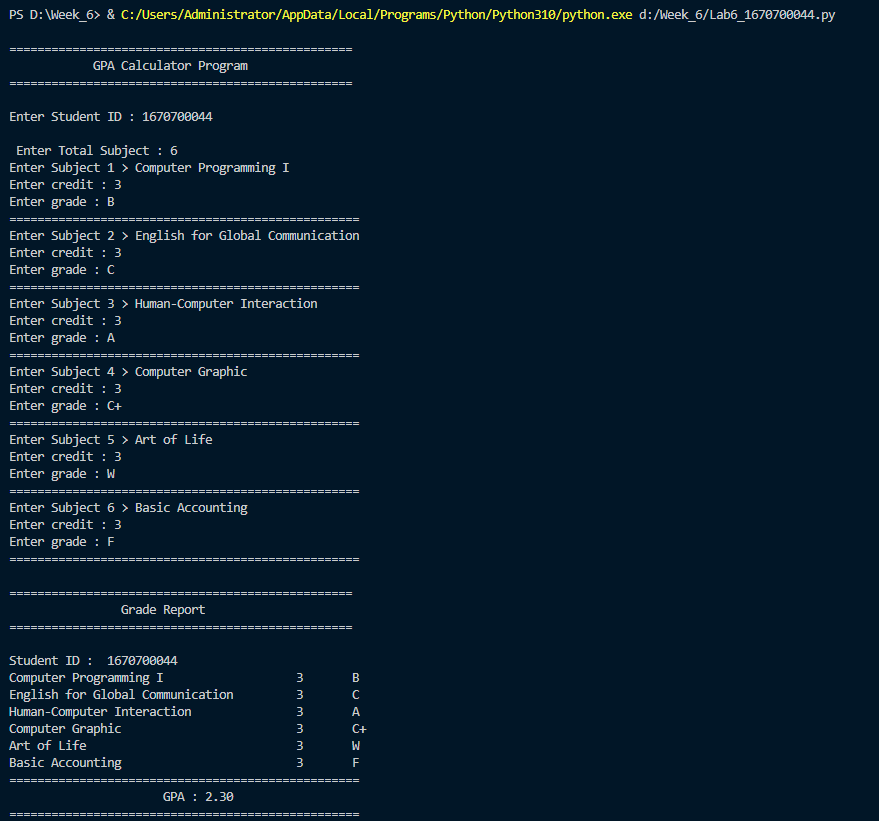 PS D:\Week_6> & C:/Users/Administrator/AppData/Local/Programs/Python/Python310/python.exe d:/Week_6/Lab6_1670700044.py
=================================================
GPA Calculator Program
=================================================
Enter Student ID : 1670700044
Enter Total Subject : 6
Enter Subject 1 > Computer Programming I
Enter credit : 3
Enter grade : B
==================================================
Enter Subject 2 > English for Global Communication
Enter credit : 3
Enter grade : C
==================================================
Enter Subject 3 > Human-Computer Interaction
Enter credit : 3
Enter grade : A
==================================================
Enter Subject 4 > Computer Graphic
Enter credit : 3
Enter grade : C+
==================================================
Enter Subject 5 > Art of Life
Enter credit : 3
Enter grade : W
==================================================
Enter Subject 6 > Basic Accounting
Enter credit : 3
Enter grade : F
==================================================
=================================================
Grade Report
=================================================
Student ID :  1670700044
Computer Programming I 3 B
English for Global Communication 3 C
Human-Computer Interaction 3 A
Computer Graphic 3 C+
Art of Life 3 W
Basic Accounting 3 F
==================================================
GPA : 2.30
==================================================